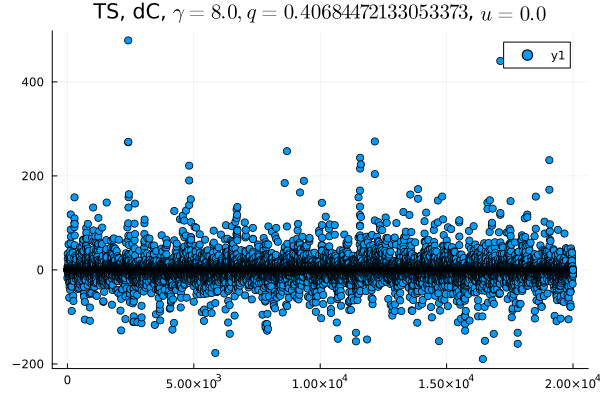 TS, dC, γ = 8.0, q = 0.40684472133053373, u = 0.0
y1
400
200
0
−200
0 5.00×10³ 1.00×10⁴ 1.50×10⁴ 2.00×10⁴